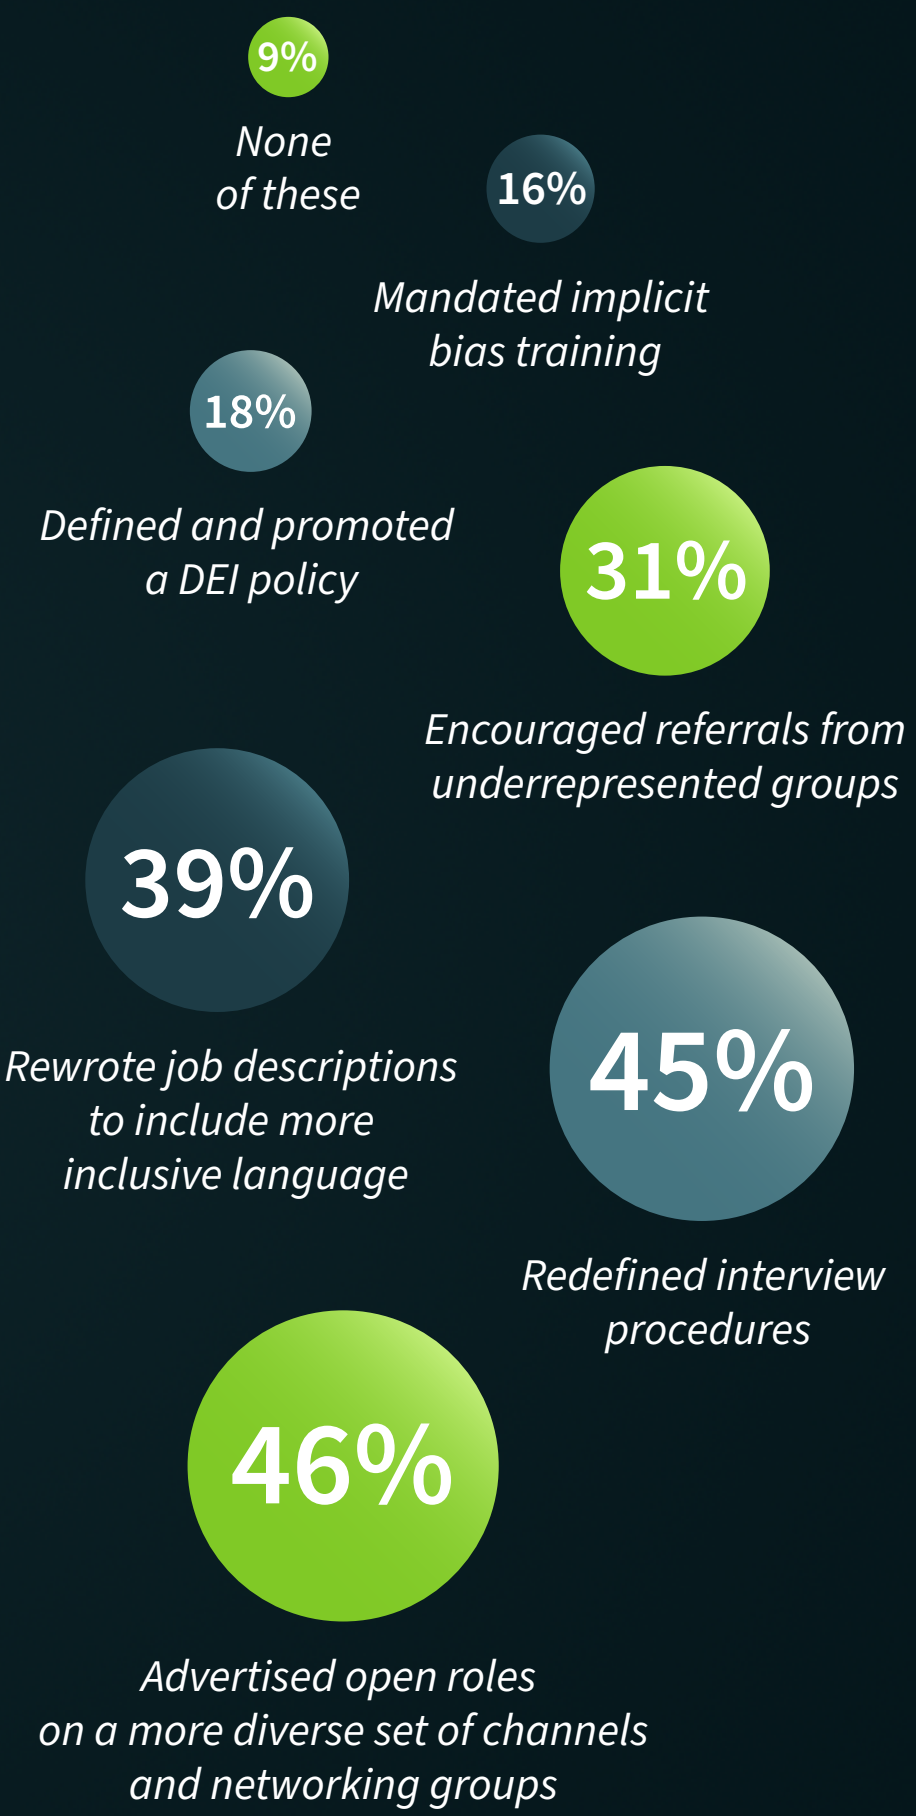 9%
None
of these
16%
Mandated implicit
bias training
18%
Defined and promoted
a DEI policy
31%
Encouraged referrals from
underrepresented groups
39%
Rewrote job descriptions
to include more
inclusive language
45%
Redefined interview
procedures
46%
Advertised open roles
on a more diverse set of channels
and networking groups